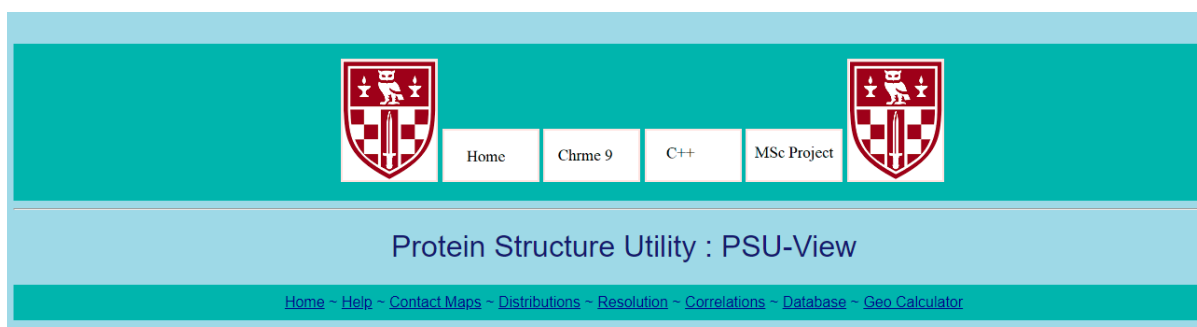 Home Chrme 9 C++ MSc Project
Protein Structure Utility : PSU-View
Home ~ Help ~ Contact Maps ~ Distributions ~ Resolution ~ Correlations ~ Database ~ Geo Calculator